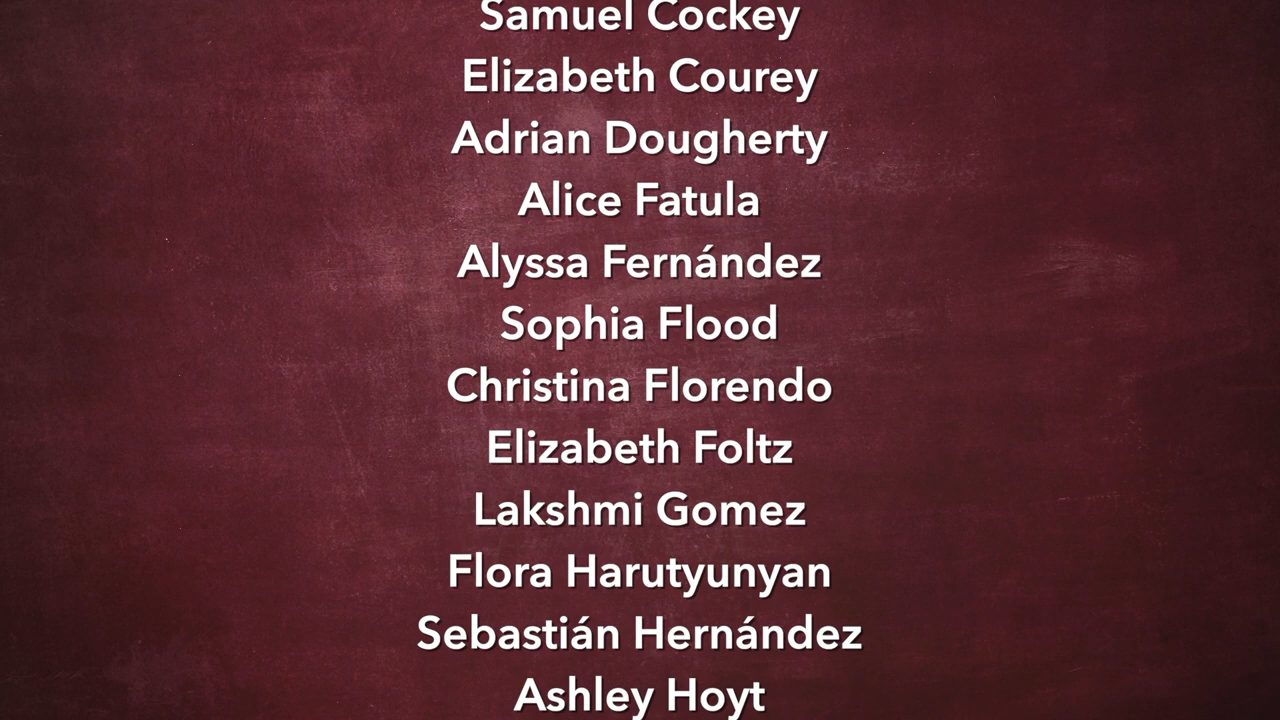 Samuel Cockey
Elizabeth Courey
Adrian Dougherty
Alice Fatula
Alyssa Fernández
Sophia Flood
Christina Florendo
Elizabeth Foltz
Lakshmi Gomez
Flora Harutyunyan
Sebastián Hernández
Ashley Hoyt